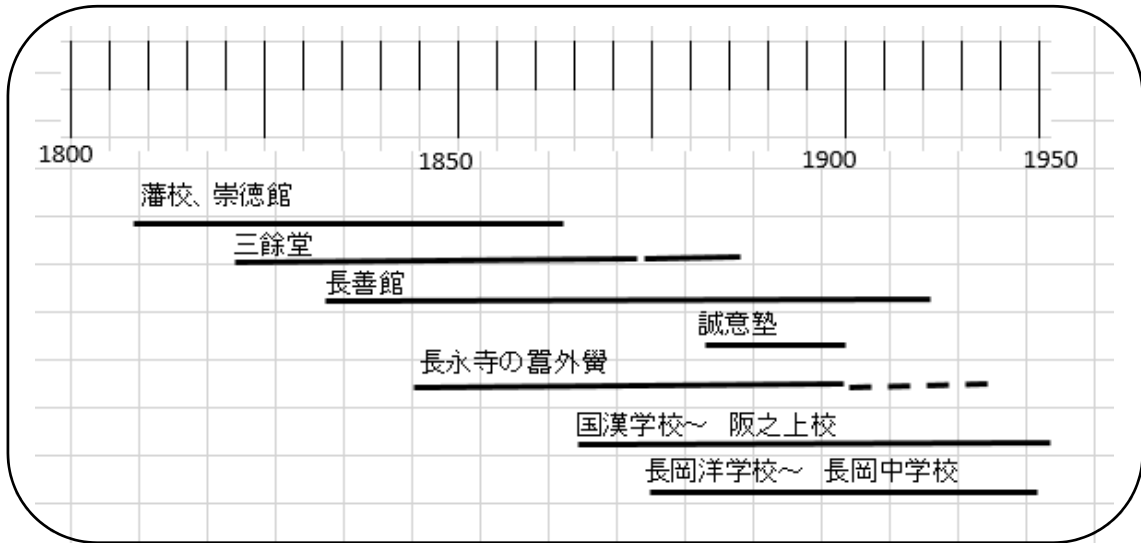 1800 1850 1900 1950
藩校、崇徳館
三餘堂
長善館
誠意塾
長永寺の嚣外黌
国漢学校～ 阪之上校
長岡洋学校～ 長岡中学校